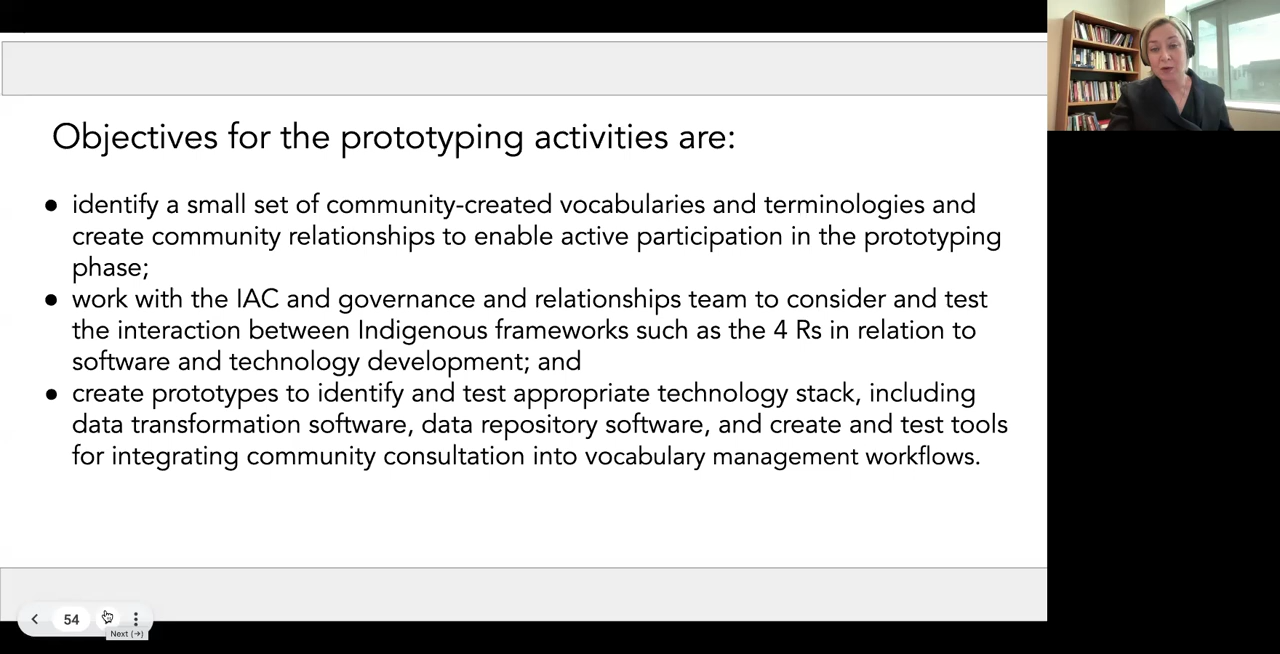 Objectives for the prototyping activities are:
● identify a small set of community-created vocabularies and terminologies and
create community relationships to enable active participation in the prototyping
phase;
● work with the IAC and governance and relationships team to consider and test
the interaction between Indigenous frameworks such as the 4 Rs in relation to
software and technology development; and
● create prototypes to identify and test appropriate technology stack, including
data transformation software, data repository software, and create and test tools
for integrating community consultation into vocabulary management workflows.
54
Next (→)